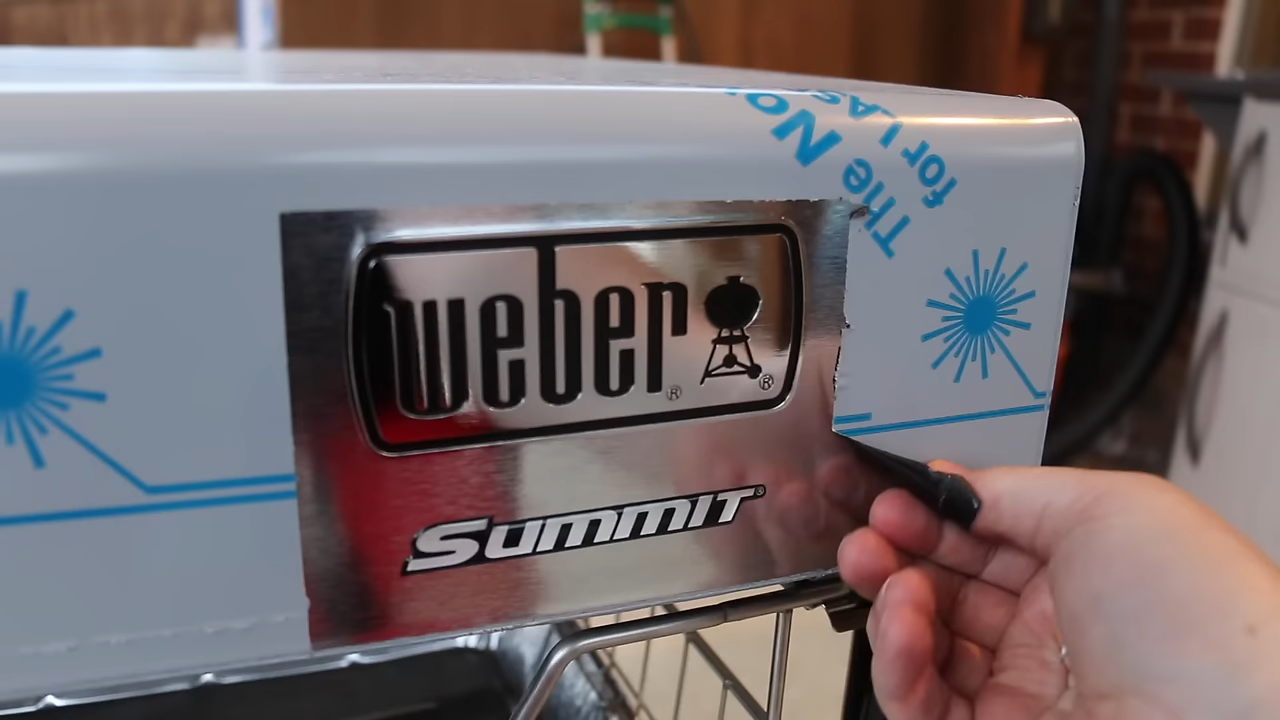 The No
for LAS
weber
®
®
Summit®